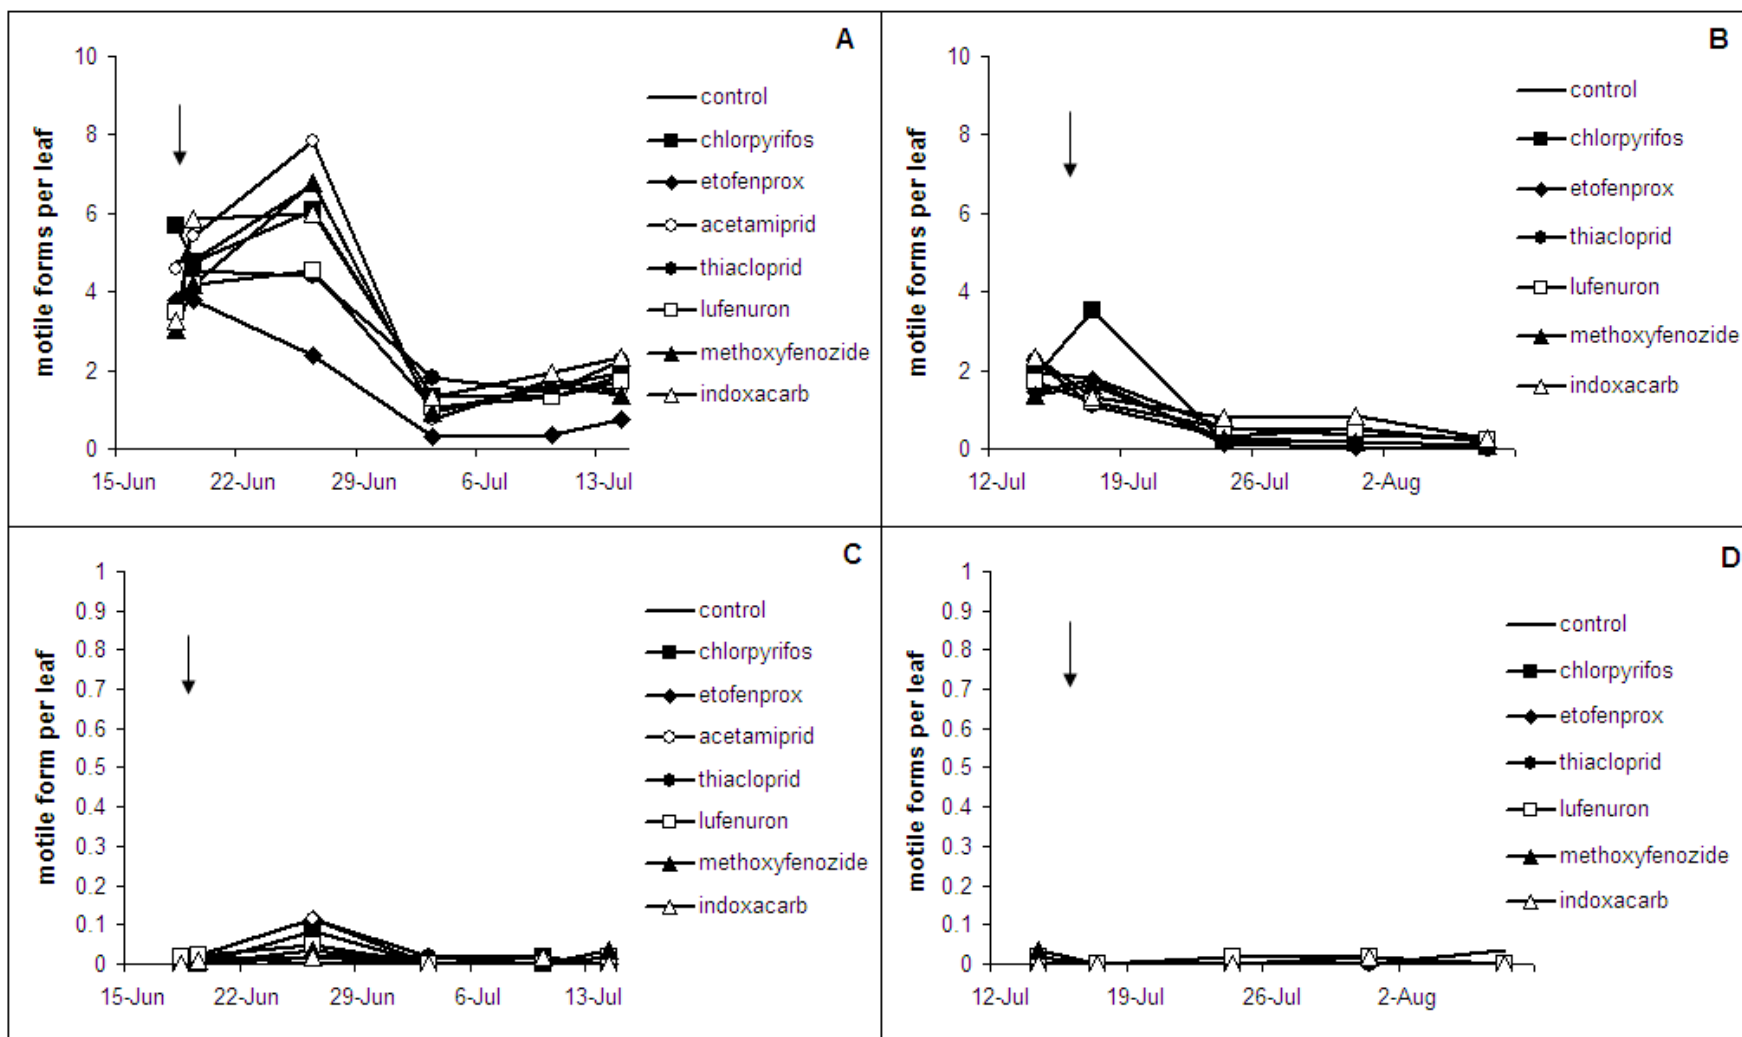 A
10
8
6
4
2
0
motile forms per leaf
15-Jun 22-Jun 29-Jun 6-Jul 13-Jul
control
chlorpyrifos
etofenprox
acetamiprid
thiacloprid
lufenuron
methoxyfenozide
indoxacarb
B
10
8
6
4
2
0
motile forms per leaf
12-Jul 19-Jul 26-Jul 2-Aug
control
chlorpyrifos
etofenprox
thiacloprid
lufenuron
methoxyfenozide
indoxacarb
C
1
0.9
0.8
0.7
0.6
0.5
0.4
0.3
0.2
0.1
0
motile form per leaf
15-Jun 22-Jun 29-Jun 6-Jul 13-Jul
control
chlorpyrifos
etofenprox
acetamiprid
thiacloprid
lufenuron
methoxyfenozide
indoxacarb
D
1
0.9
0.8
0.7
0.6
0.5
0.4
0.3
0.2
0.1
0
motile forms per leaf
12-Jul 19-Jul 26-Jul 2-Aug
control
chlorpyrifos
etofenprox
thiacloprid
lufenuron
methoxyfenozide
indoxacarb